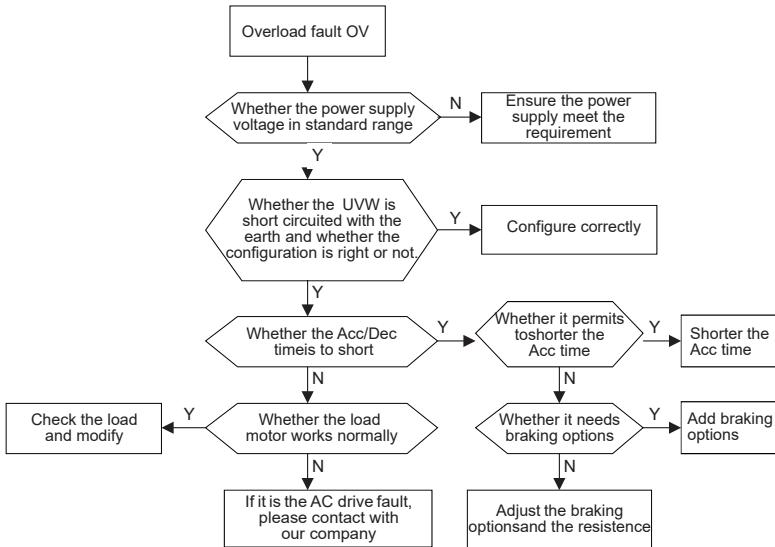 Overload fault OV
Whether the power supply
voltage in standard range
N
Ensure the power
supply meet the
requirement
Y
Whether the UVW is
short circuited with the
earth and whether the
configuration is right or not.
Y
Configure correctly
Y
N
Whether the Acc/Dec
timeis to short
Y
Whether it permits
toshorter the
Acc time
Y
Shorter the
Acc time
N
N
Check the load
and modify
Y
Whether the load
motor works normally
Whether it needs
braking options
Y
Add braking
options
N
N
If it is the AC drive fault,
please contact with
our company
Adjust the braking
optionsand the resistence